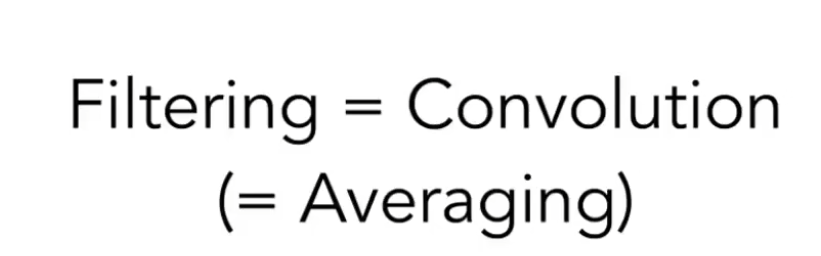 Filtering = Convolution
(= Averaging)